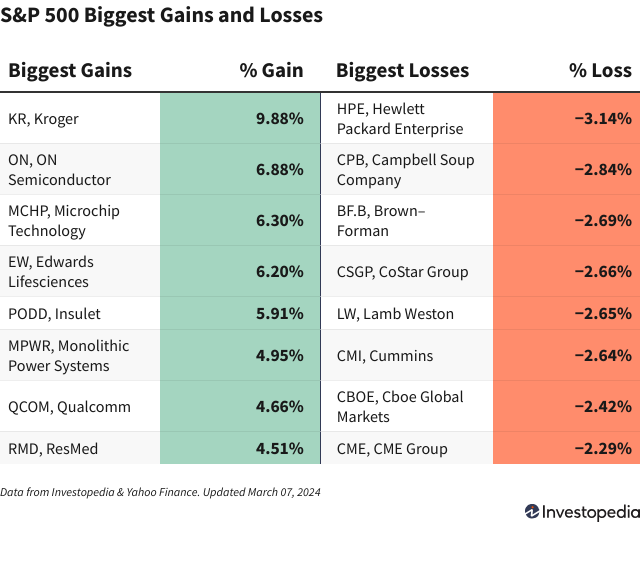 S&P 500 Biggest Gains and Losses
Biggest Gains % Gain Biggest Losses % Loss
KR, Kroger 9.88% HPE, Hewlett
Packard Enterprise −3.14%
ON, ON
Semiconductor 6.88% CPB, Campbell Soup
Company −2.84%
MCHP, Microchip
Technology 6.30% BF.B, Brown–
Forman −2.69%
EW, Edwards
Lifesciences 6.20% CSGP, CoStar Group −2.66%
PODD, Insulet 5.91% LW, Lamb Weston −2.65%
MPWR, Monolithic
Power Systems 4.95% CMI, Cummins −2.64%
QCOM, Qualcomm 4.66% CBOE, Cboe Global
Markets −2.42%
RMD, ResMed 4.51% CME, CME Group −2.29%
Data from Investopedia & Yahoo Finance. Updated March 07, 2024
Investopedia